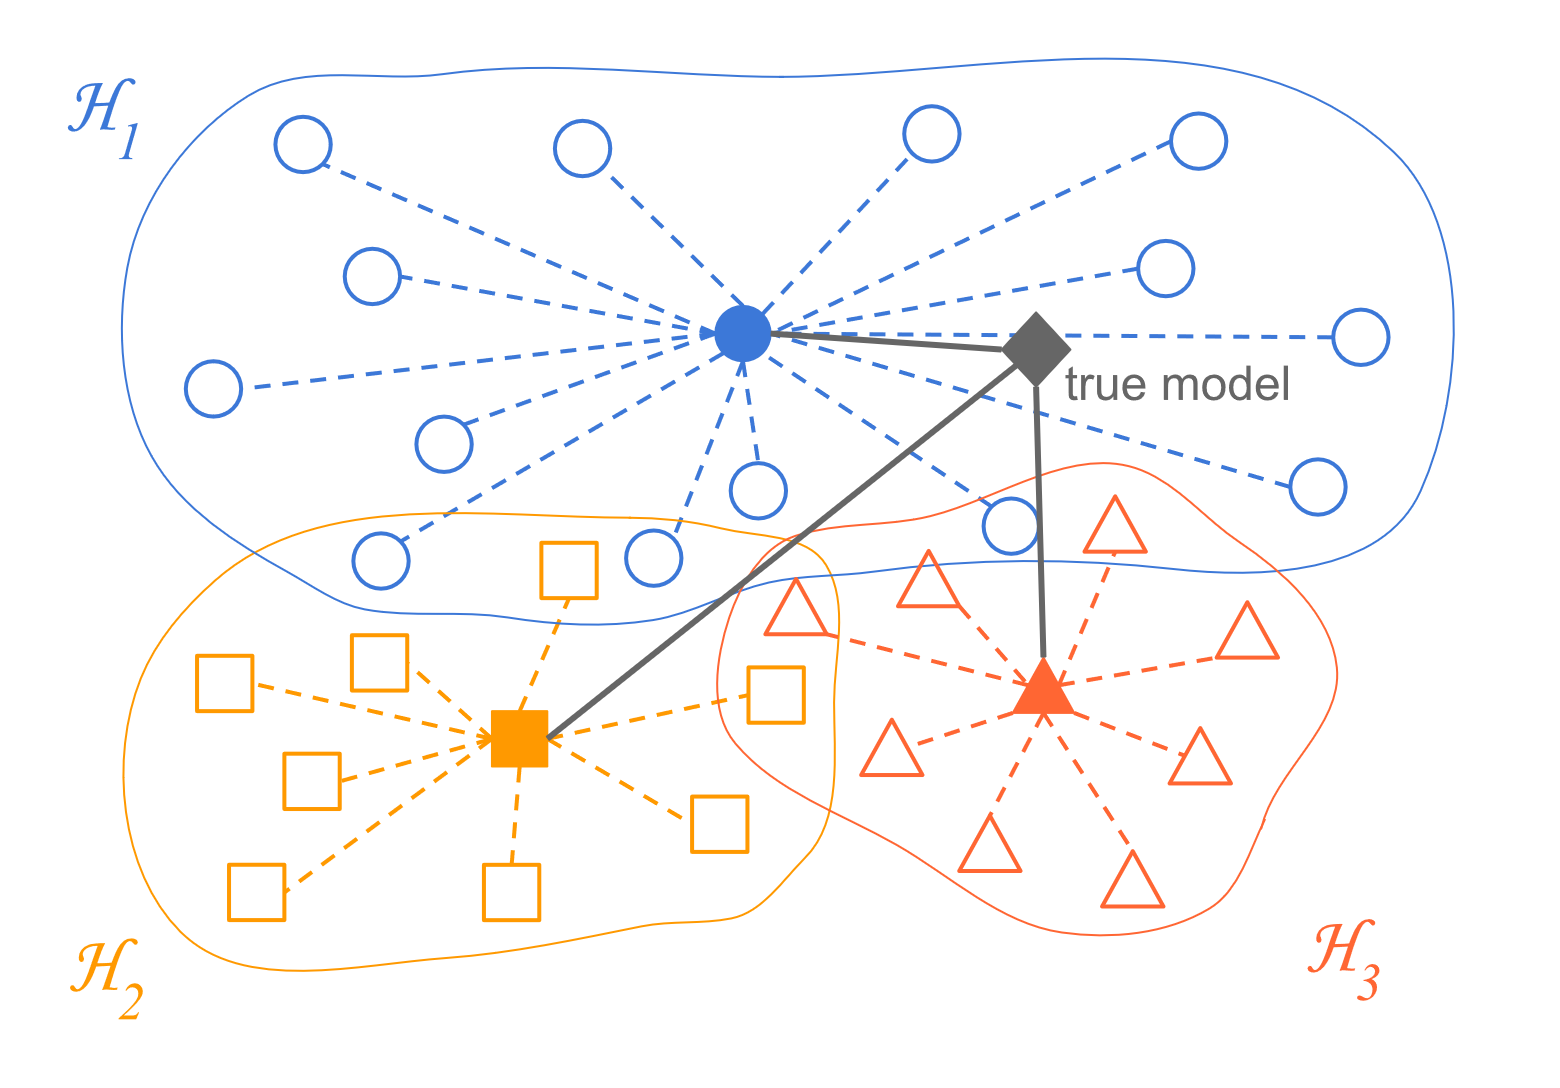 ℋ1
true model
ℋ2
ℋ3